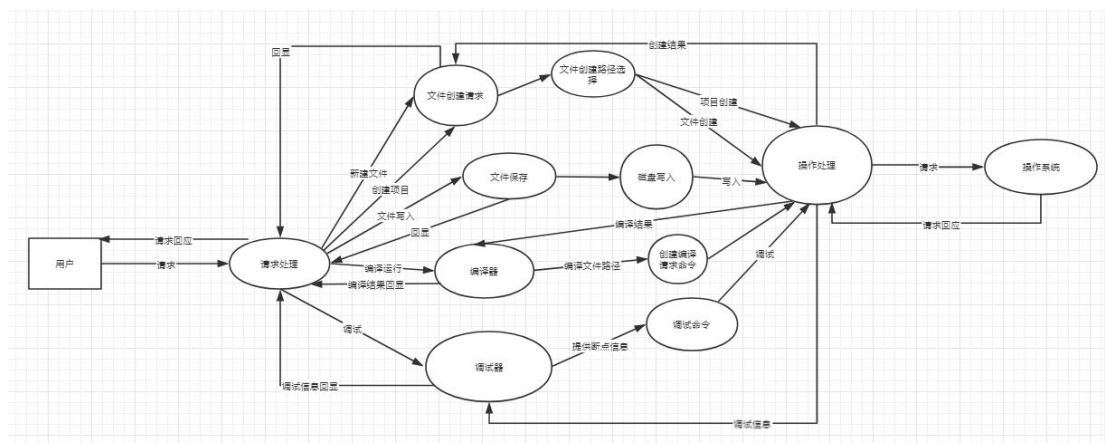 回显
创建结果
文件创建路径选
择
文件创建请求
项目创建
文件创建
操作处理
请求
操作系统
新建文件
创建项目
文件保存
磁盘写入
写入
文件写入
回显
编译结果
请求回应
请求回应
用户
请求
请求处理
编译运行
编译器
编译文件路径
创建编译
请求命令
编译结果回显
调试
调试
调试命令
提供断点信息
调试器
调试信息回显
调试信息